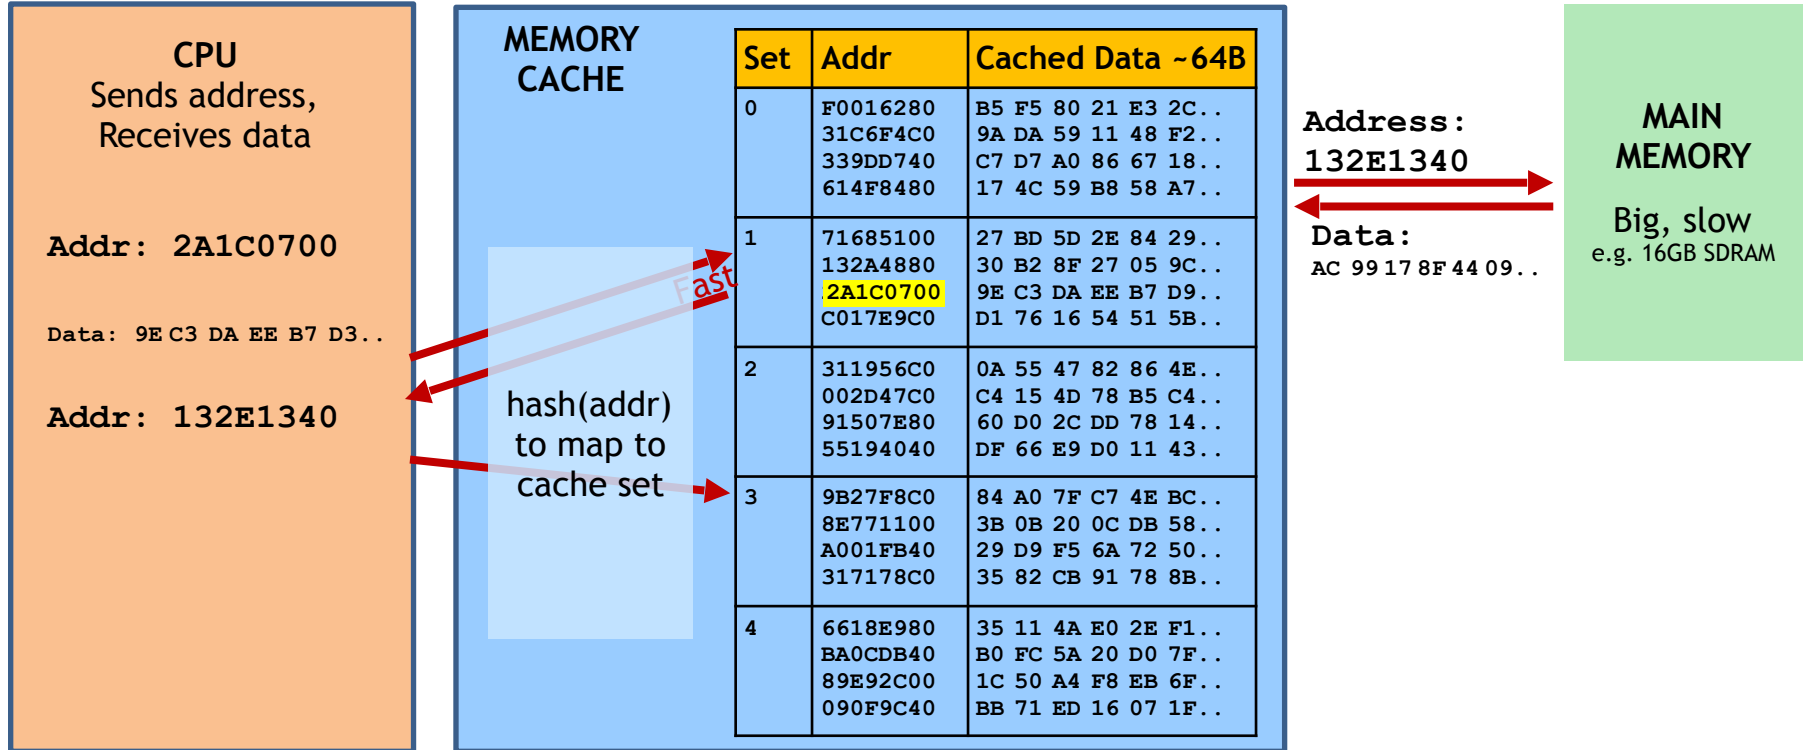 CPU
Sends address,
Receives data
Addr: 2A1C0700
Data: 9E C3 DA EE B7 D3..
Addr: 132E1340
MEMORY
CACHE
Fast
hash(addr)
to map to
cache set
Set Addr Cached Data ~64B
0 F0016280 B5 F5 80 21 E3 2C..
31C6F4C0 9A DA 59 11 48 F2..
339DD740 C7 D7 A0 86 67 18..
614F8480 17 4C 59 B8 58 A7..
1 71685100 27 BD 5D 2E 84 29..
132A4880 30 B2 8F 27 05 9C..
2A1C0700 9E C3 DA EE B7 D9..
C017E9C0 D1 76 16 54 51 5B..
2 311956C0 0A 55 47 82 86 4E..
002D47C0 C4 15 4D 78 B5 C4..
91507E80 60 D0 2C DD 78 14..
55194040 DF 66 E9 D0 11 43..
3 9B27F8C0 84 A0 7F C7 4E BC..
8E771100 3B 0B 20 0C DB 58..
A001FB40 29 D9 F5 6A 72 50..
317178C0 35 82 CB 91 78 8B..
4 6618E980 35 11 4A E0 2E F1..
BA0CDB40 B0 FC 5A 20 D0 7F..
89E92C00 1C 50 A4 F8 EB 6F..
090F9C40 BB 71 ED 16 07 1F..
Address:
132E1340
Data:
AC 99 17 8F 44 09..
MAIN
MEMORY
Big, slow
e.g. 16GB SDRAM